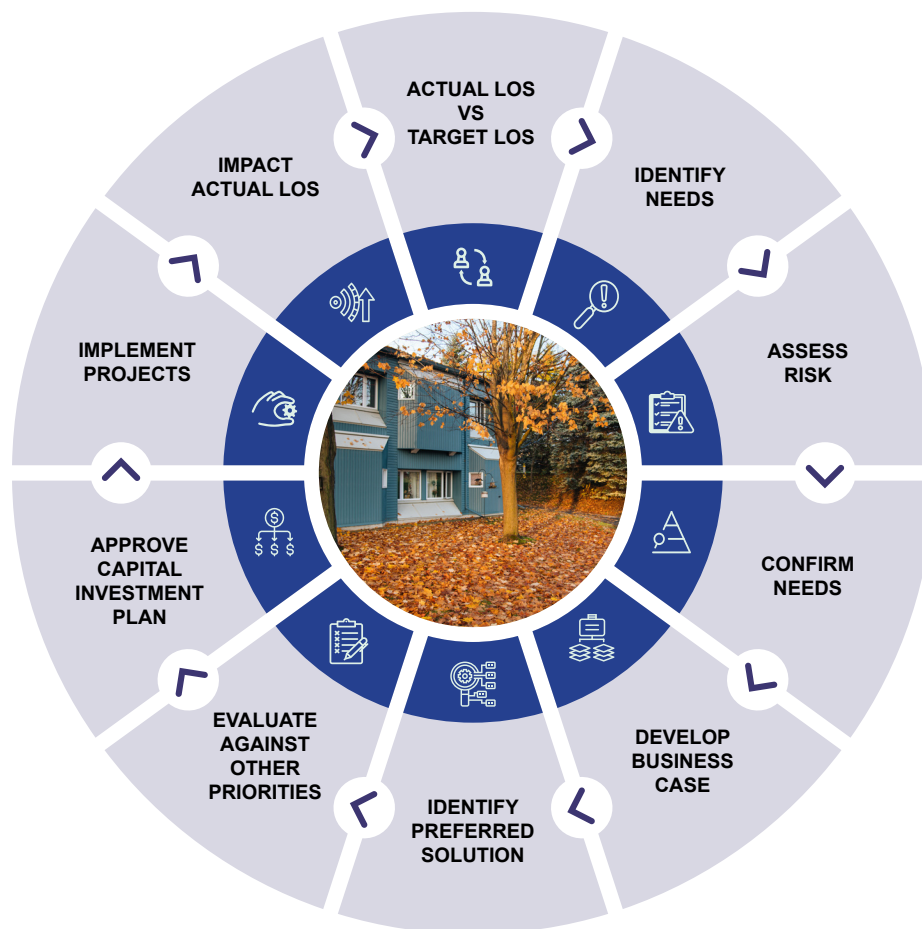 ACTUAL LOS
VS
TARGET LOS
IDENTIFY
NEEDS
ASSESS
RISK
CONFIRM
NEEDS
DEVELOP
BUSINESS
CASE
IDENTIFY
PREFERRED
SOLUTION
EVALUATE
AGAINST
OTHER
PRIORITIES
APPROVE
CAPITAL
INVESTMENT
PLAN
IMPLEMENT
PROJECTS
IMPACT
ACTUAL LOS